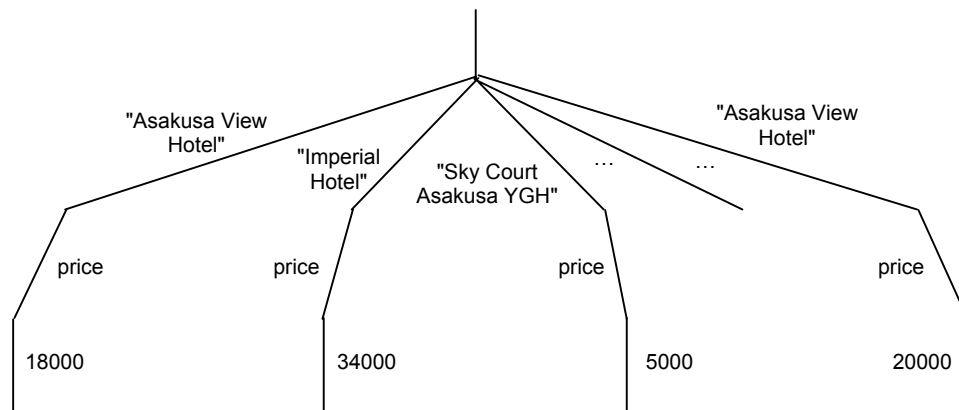 "Asakusa View
Hotel"
"Imperial
Hotel"
"Sky Court
Asakusa YGH"
…
…
"Asakusa View
Hotel"
price
price
price
price
18000
34000
5000
20000